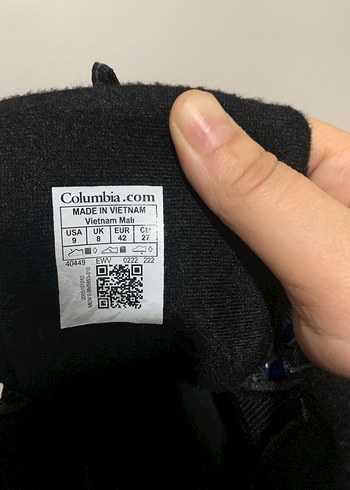 Columbia.com
MADE IN VIETNAM
Vietnam Malı
USA UK EUR CM
9 8 42 27
40449 EWV 0222 222